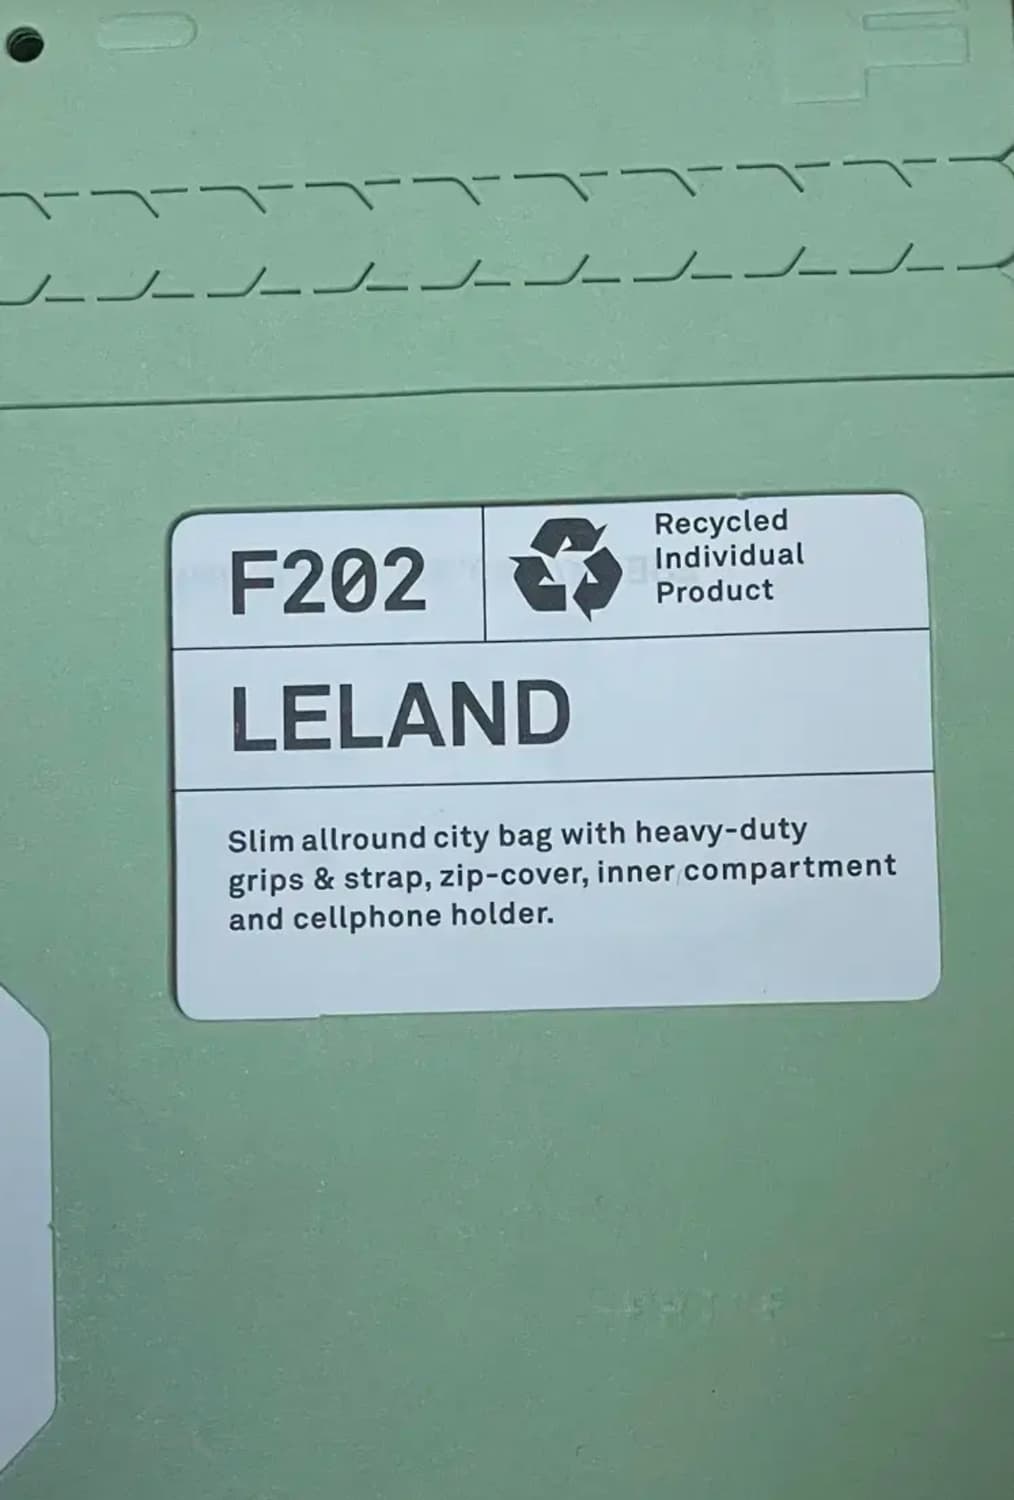 F202
Recycled
Individual
Product
LELAND
Slim allround city bag with heavy-duty
grips & strap, zip-cover, inner compartment
and cellphone holder.